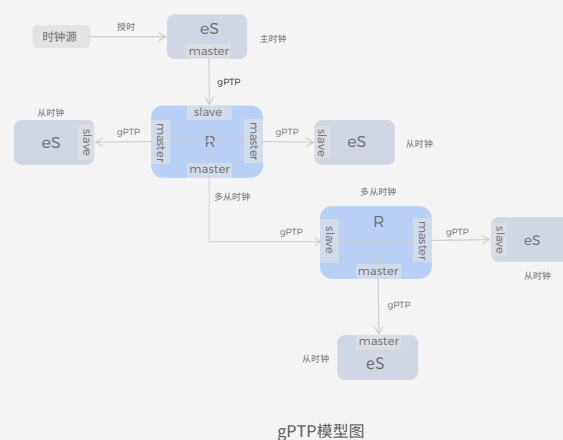 时钟源
授时
eS
master
主时钟
gPTP
从时钟
eS
slave
gPTP
slave
master
R
master
master
gPTP
slave
eS
从时钟
多从时钟
多从时钟
gPTP
slave
R
master
master
gPTP
slave
eS
从时钟
gPTP
从时钟
master
eS
gPTP模型图